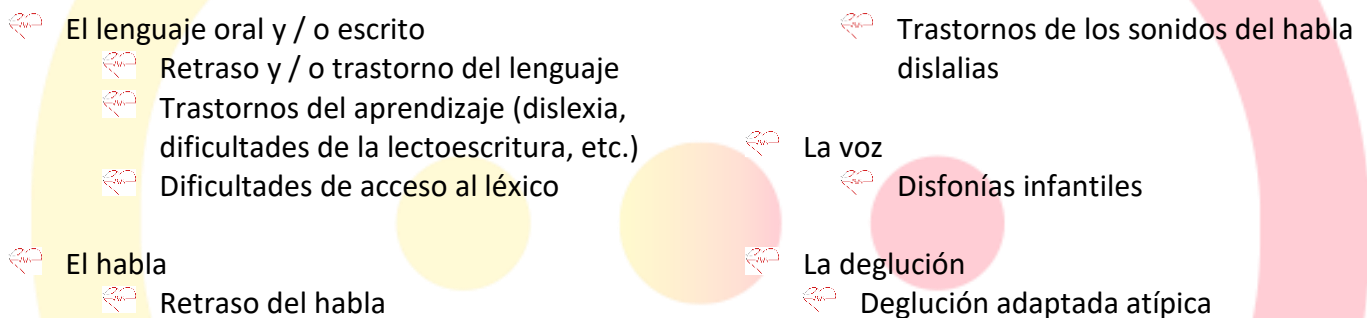 El lenguaje oral y / o escrito
Retraso y / o trastorno del lenguaje
Trastornos del aprendizaje (dislexia,
dificultades de la lectoescritura, etc.)
Dificultades de acceso al léxico
El habla
Retraso del habla
Trastornos de los sonidos del habla
dislalias
La voz
Disfonías infantiles
La deglución
Deglución adaptada atípica